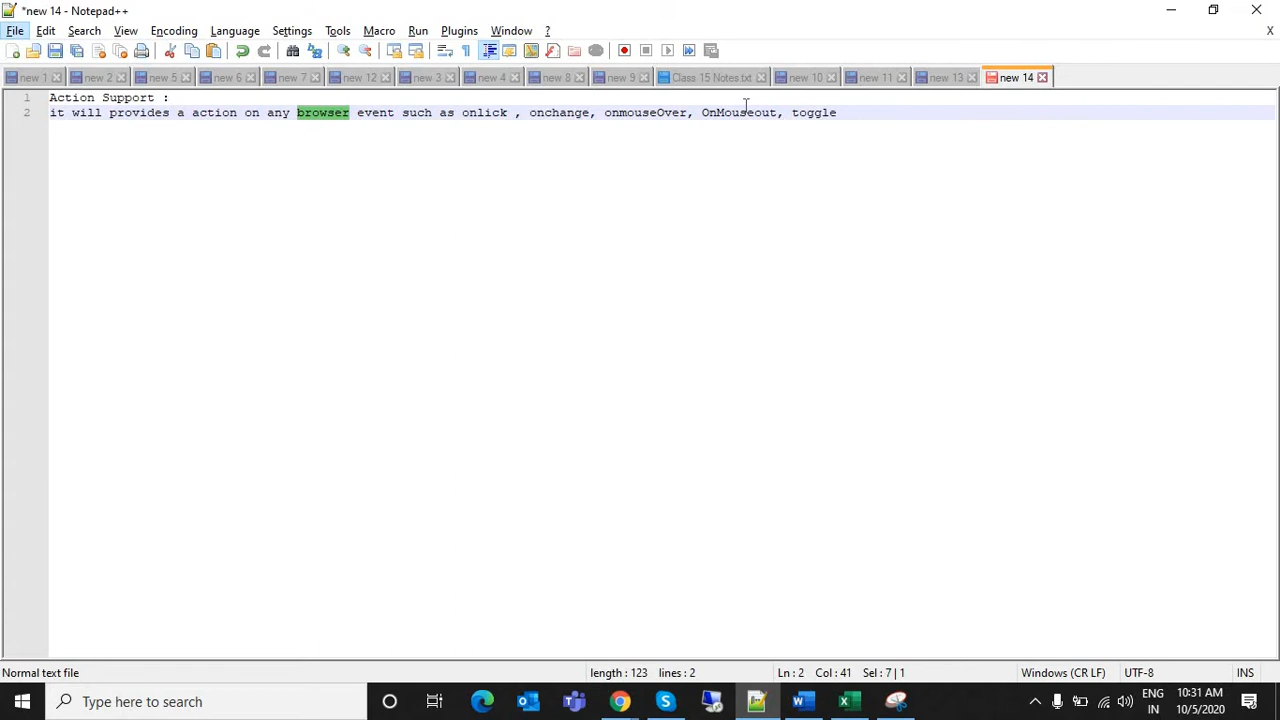 *new 14 - Notepad++
File Edit Search View Encoding Language Settings Tools Macro Run Plugins Window ? X
new 1 new 2 new 5 new 6 new 7 new 12 new 3 new 4 new 8 new 9 Class 15 Notes.txt new 10 new 11 new 13 new 14
1 Action Support :
2 it will provides a action on any browser event such as onlick , onchange, onmouseOver, OnMouseout, toggle
Normal text file length : 123 lines : 2 Ln : 2 Col : 41 Sel : 7 | 1 Windows (CR LF) UTF-8 INS
Type here to search
ENG 10:31 AM
IN 10/5/2020